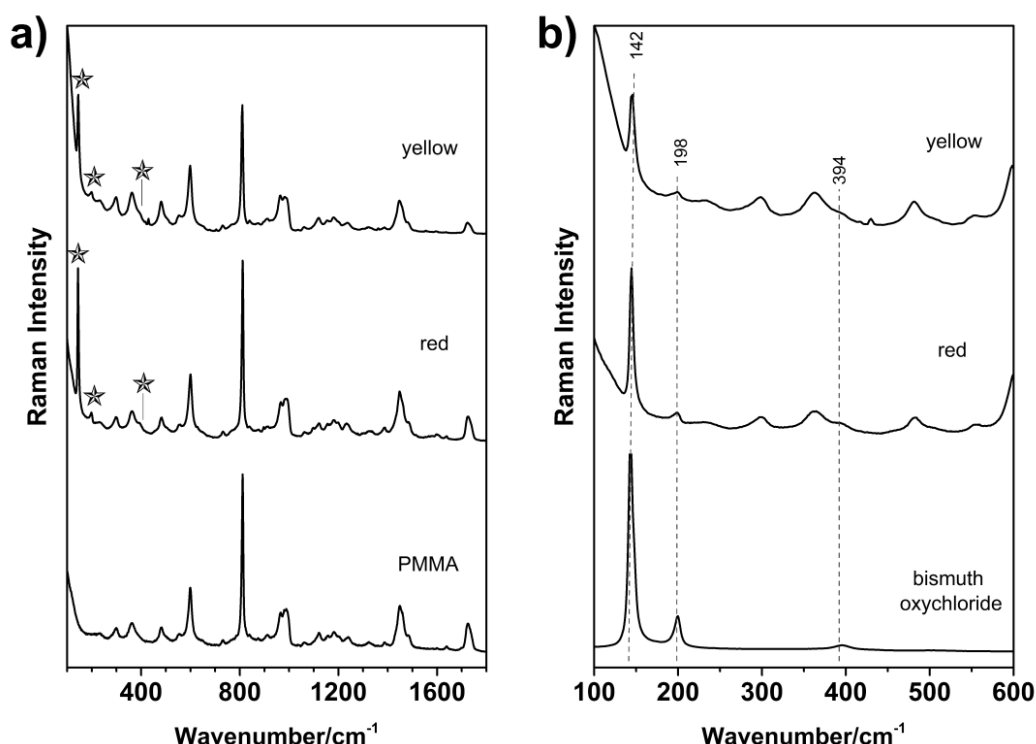 a)
yellow
red
PMMA
Raman Intensity
400
800
1200
1600
Wavenumber/cm-1
b)
142
198
394
yellow
red
bismuth
oxychloride
Raman Intensity
100
200
300
400
500
600
Wavenumber/cm-1